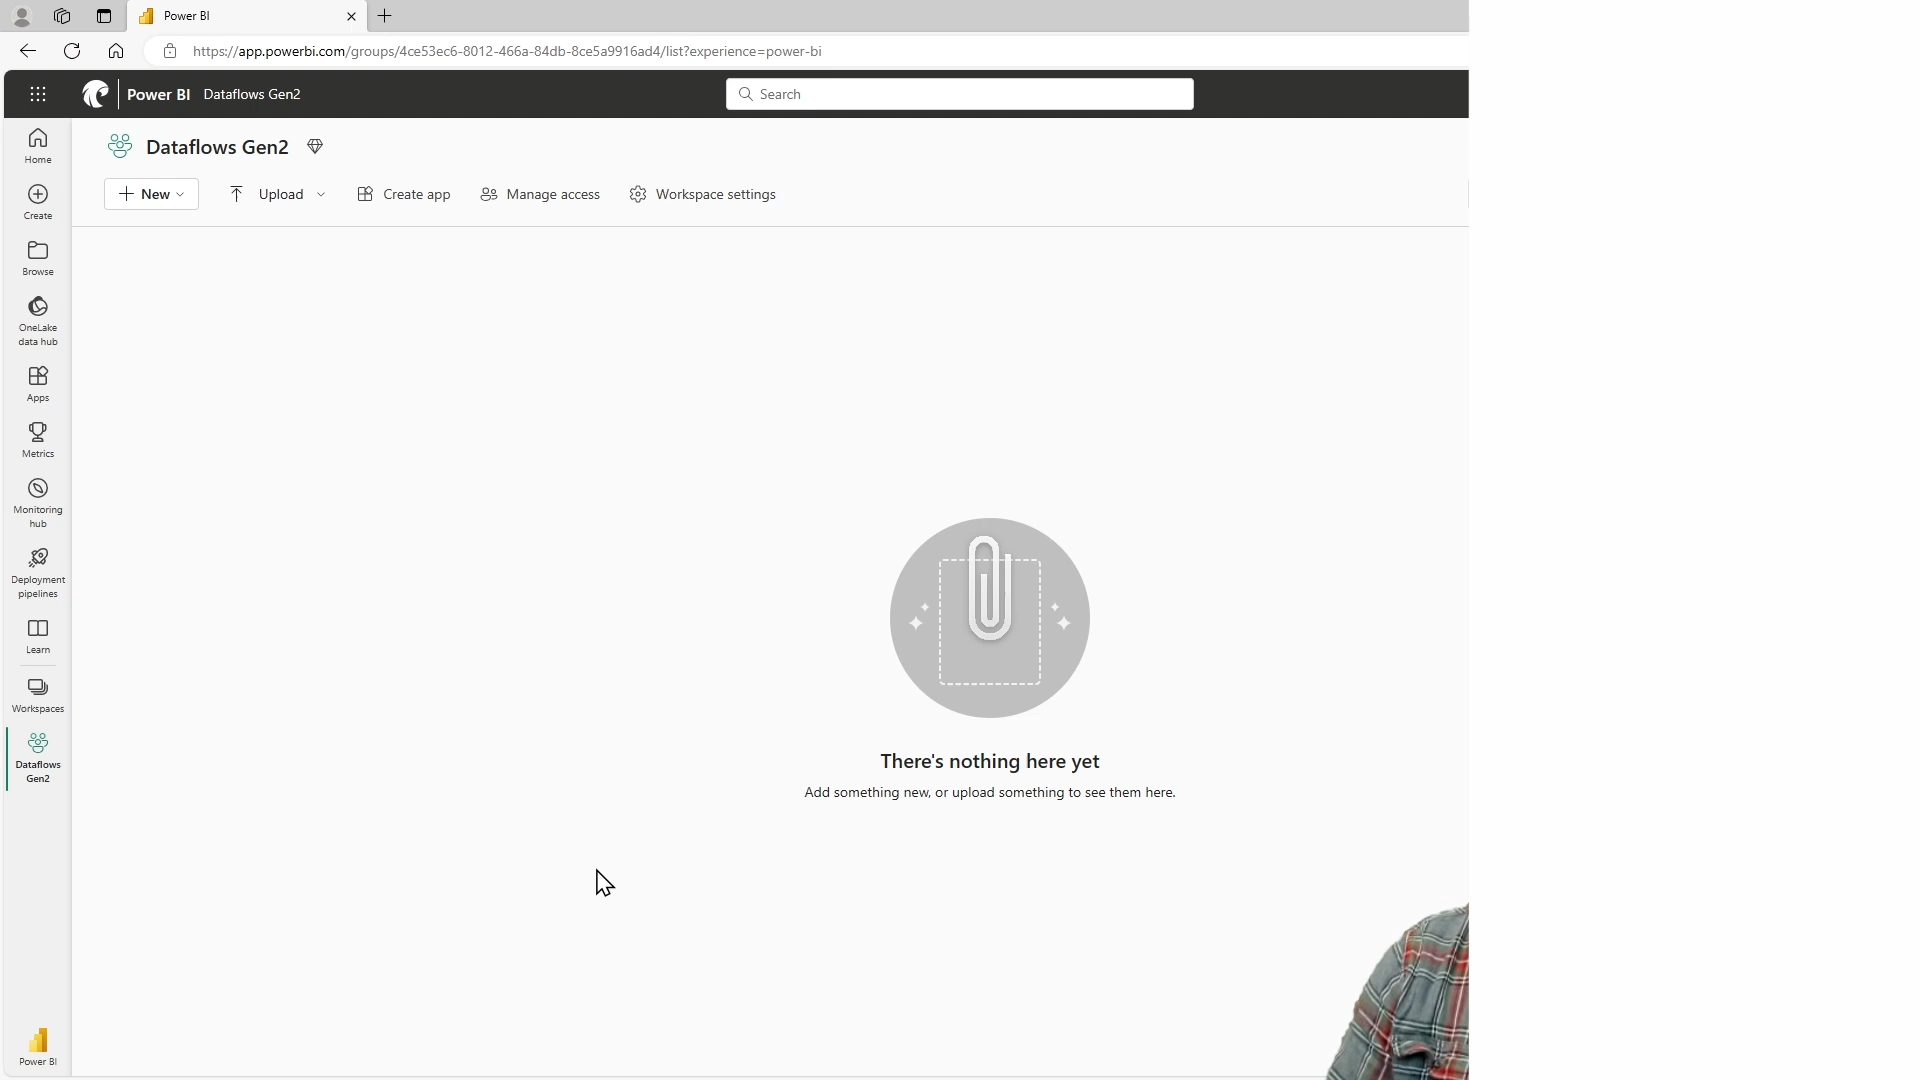 Power BI
https://app.powerbi.com/groups/4ce53ec6-8012-466a-84db-8ce5a9916ad4/list?experience=power-bi
Power BI Dataflows Gen2
Search
Dataflows Gen2
New
Upload
Create app
Manage access
Workspace settings
Home
Create
Browse
OneLake
data hub
Apps
Metrics
Monitoring
hub
Deployment
pipelines
Learn
Workspaces
Dataflows
Gen2
Power BI
There's nothing here yet
Add something new, or upload something to see them here.